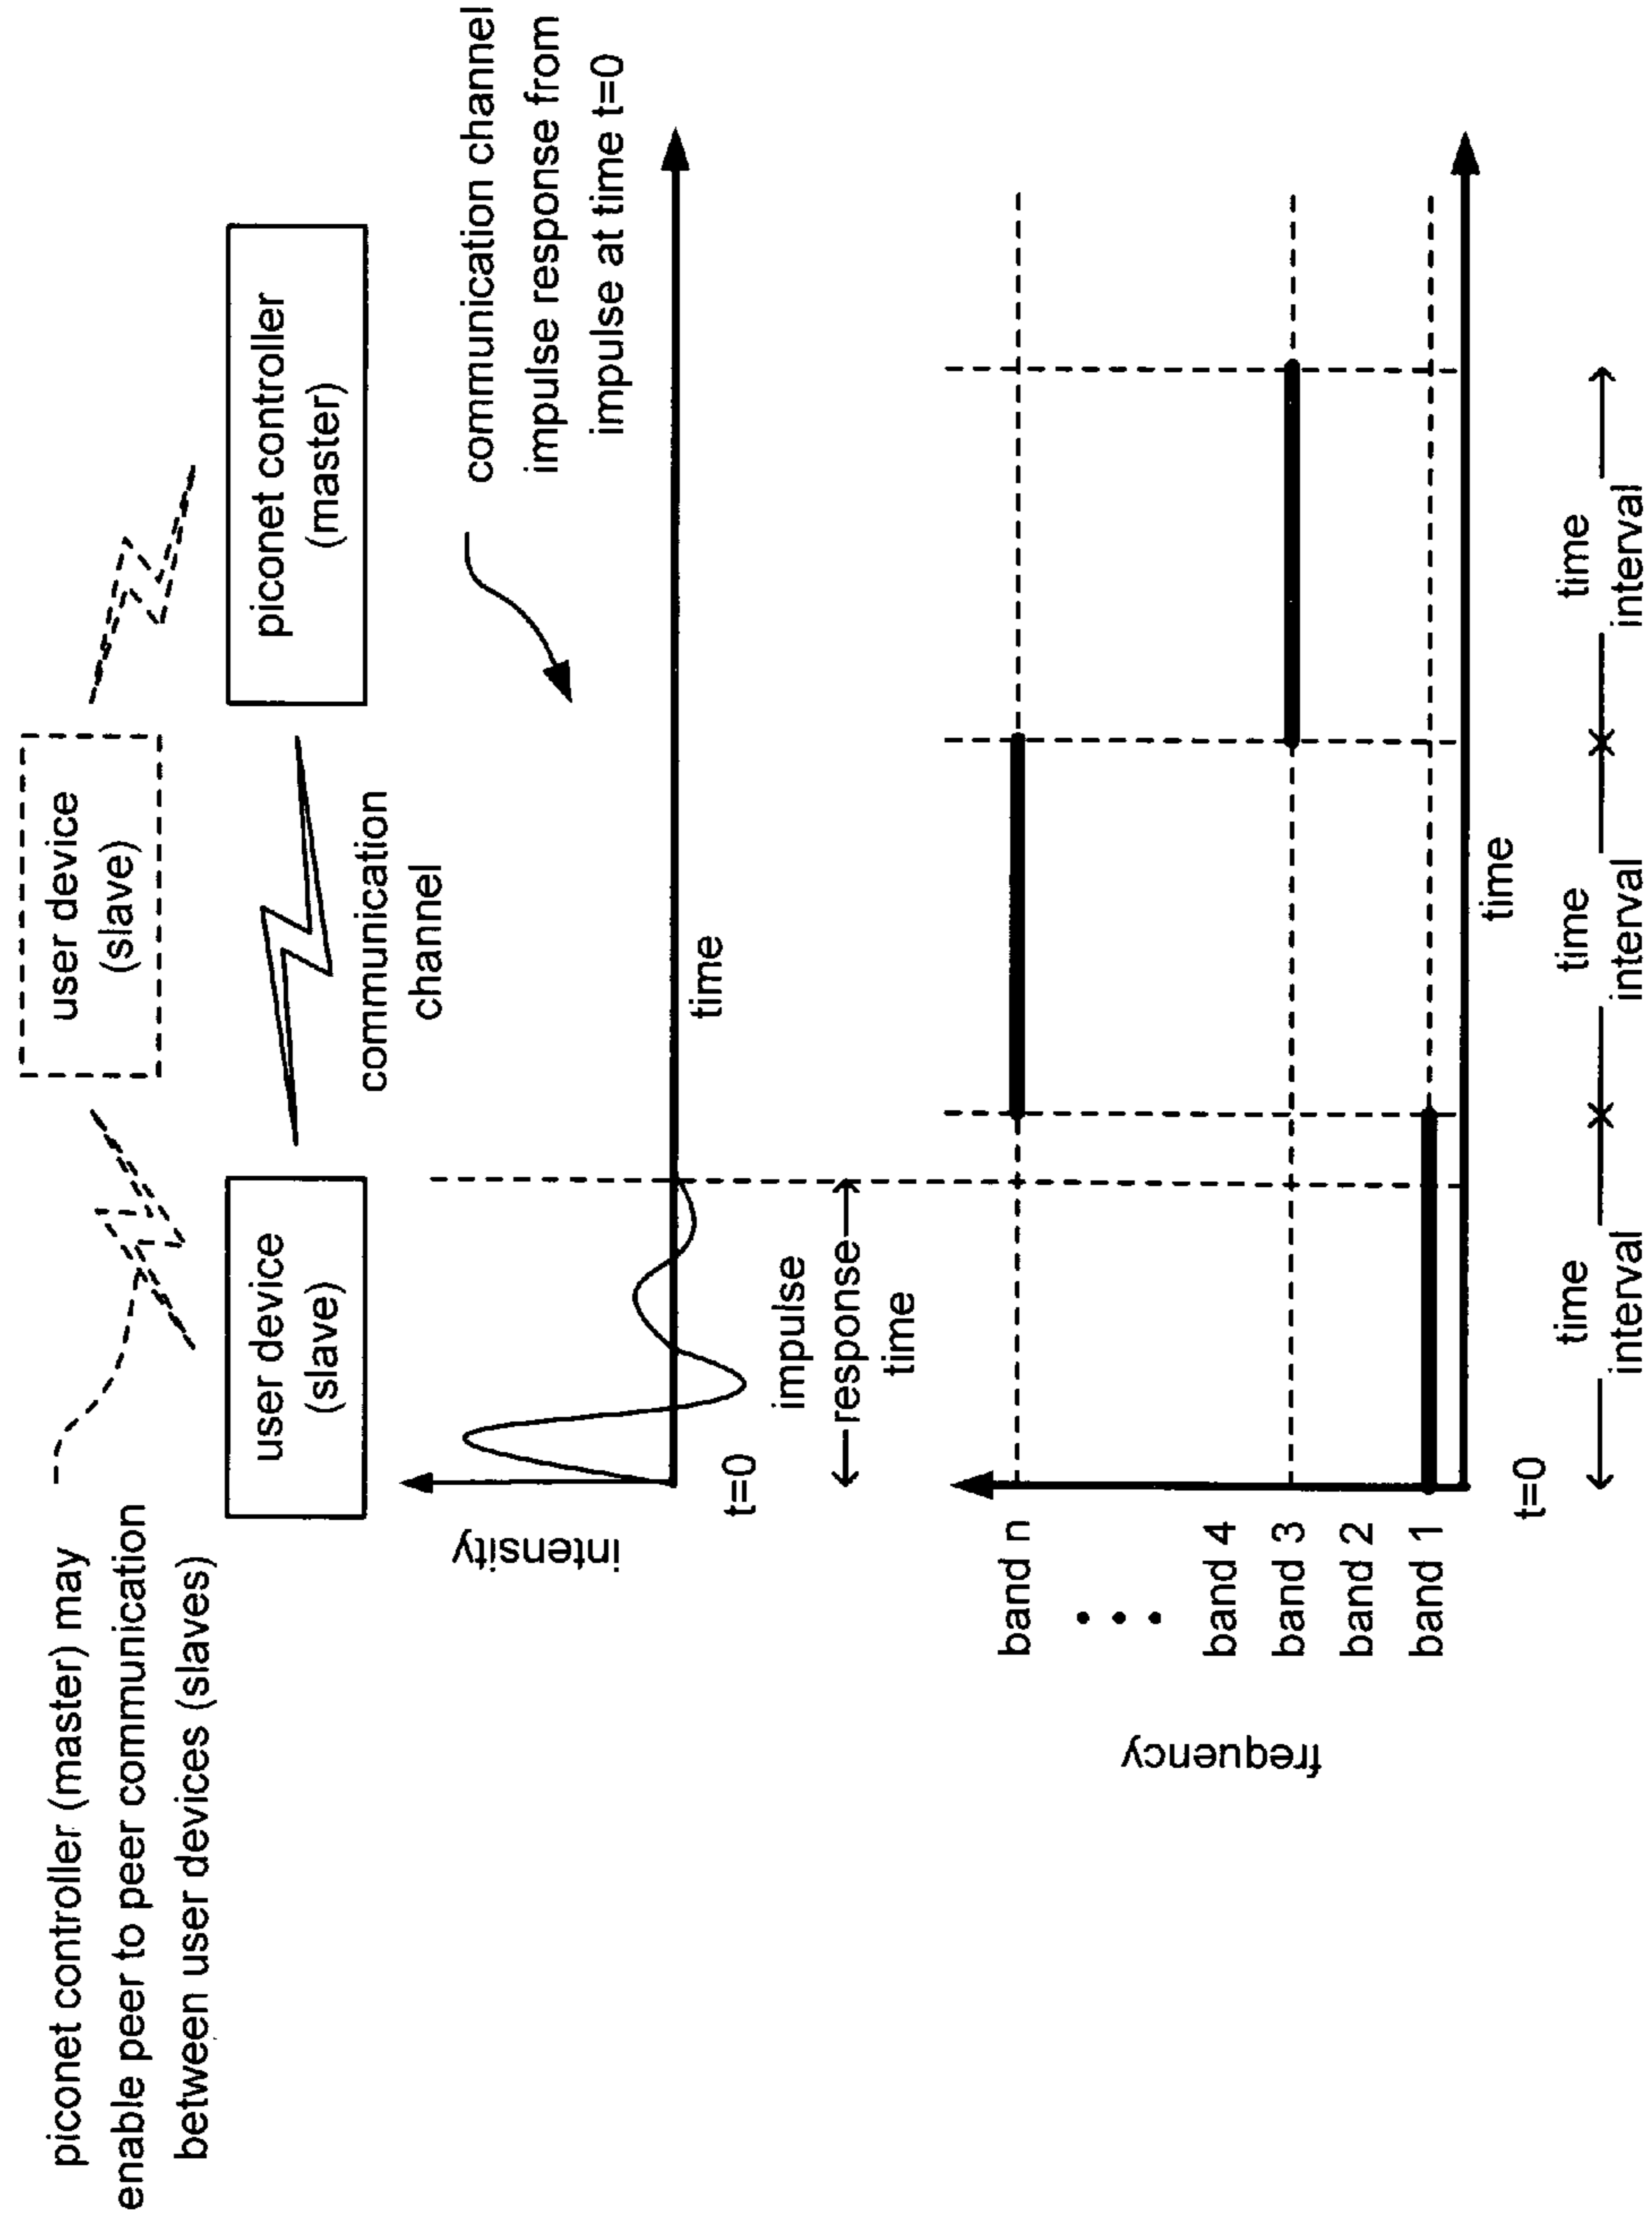 piconet controller (master) may
enable peer to peer communication
between user devices (slaves)
user device
(slave)
user device
(slave)
piconet controller
(master)
communication
channel
communication channel
impulse response from
impulse at time t=0
intensity
t=0
time
impulse
response
time
frequency
band n
band 4
band 3
band 2
band 1
t=0
time
time
interval
time
interval
time
interval